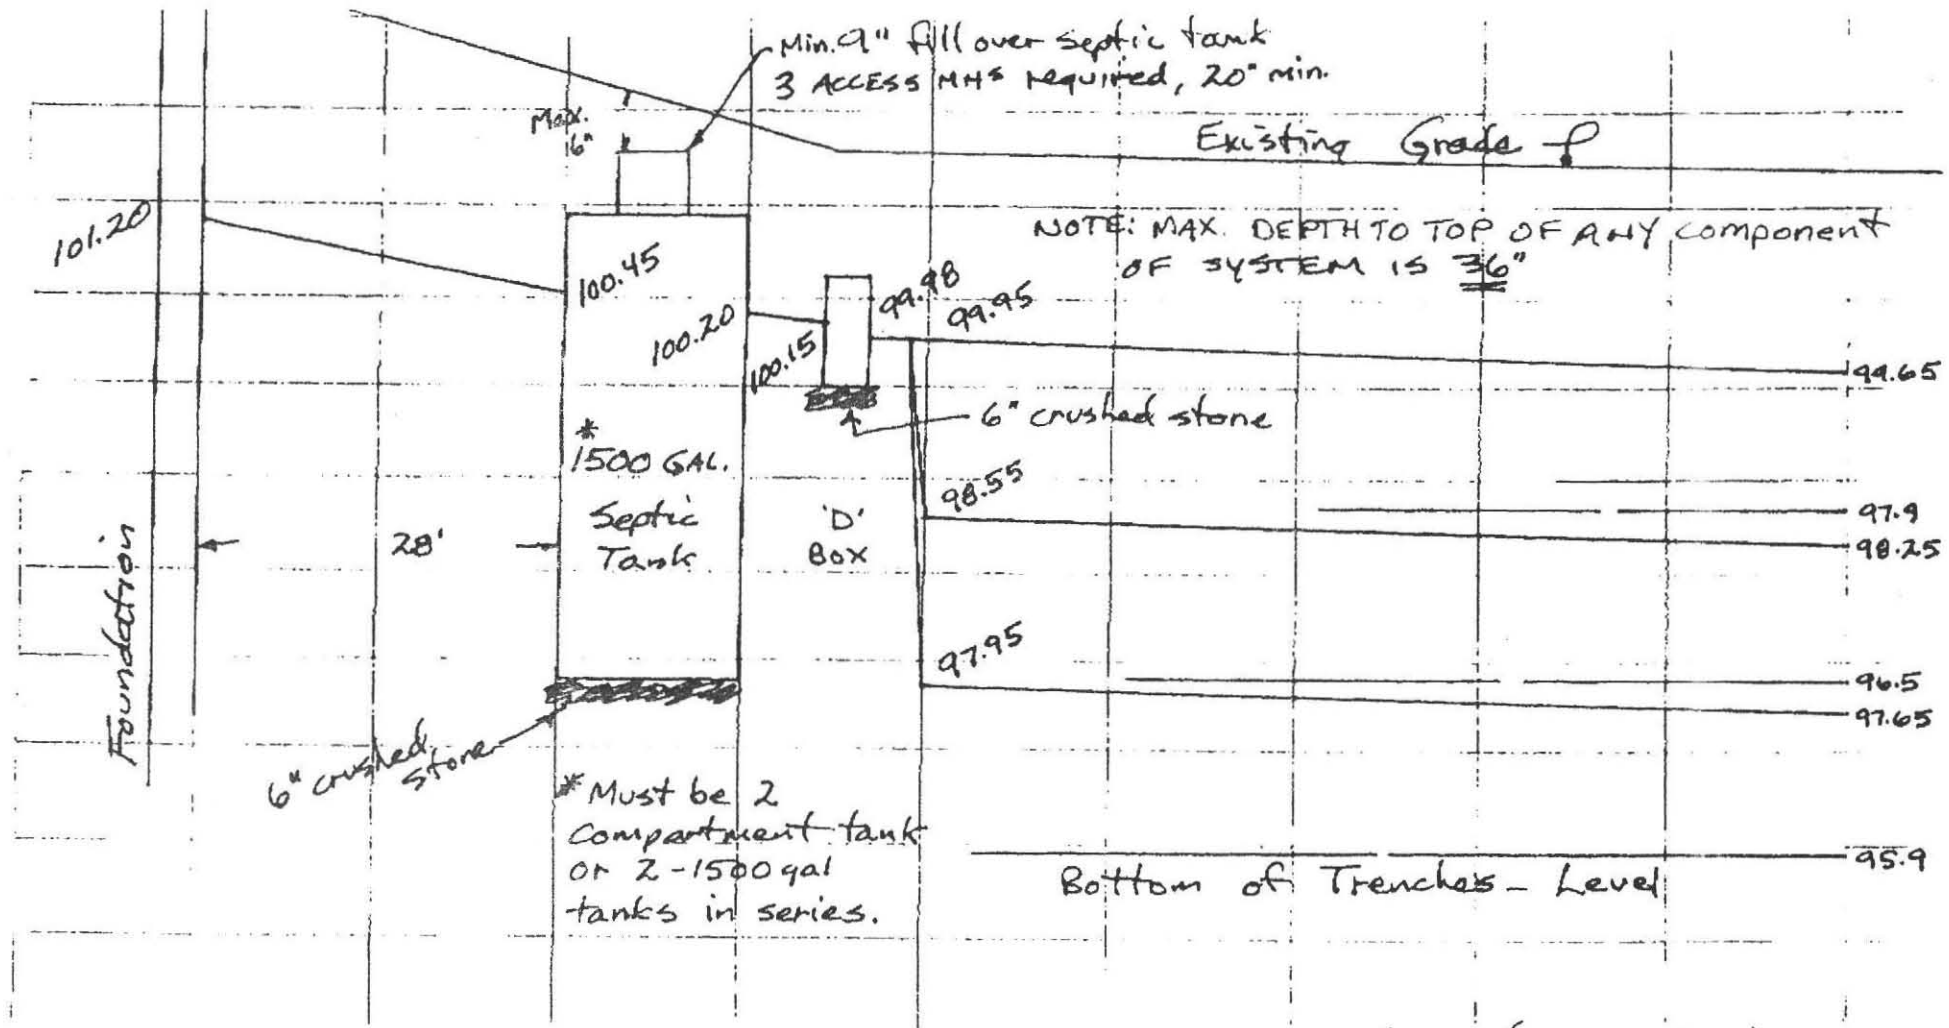 Min. 9" fill over septic tank
3 ACCESS MHS required, 20" min.
Max.
6"
Existing Grade
101.20
NOTE: MAX. DEPTH TO TOP OF ANY component
OF SYSTEM IS 36"
100.45
100.20
100.15
99.98
99.95
99.65
6" crushed stone
*
1500 GAL.
Septic
Tank
'D'
Box
98.55
97.9
98.25
28'
Foundation
97.95
96.5
97.65
6" crushed
stone
* Must be 2
compartment tank
or 2-1500 gal
tanks in series.
95.9
Bottom of Trenches - Level